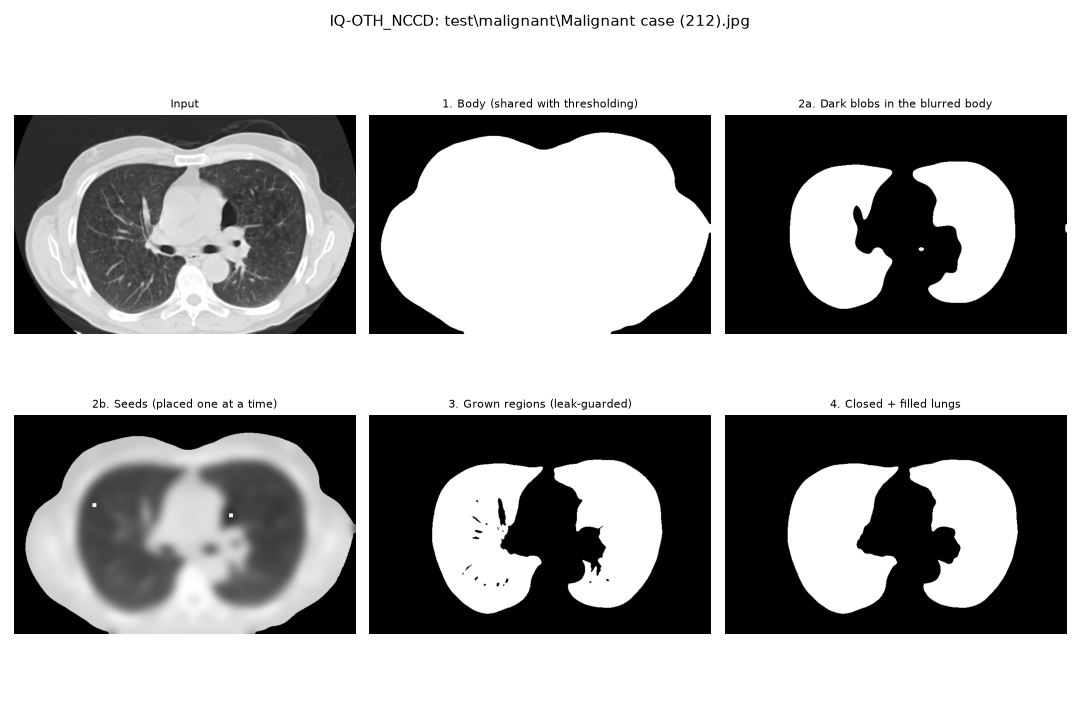 IQ-OTH_NCCD: test\malignant\Malignant case (212).jpg
Input
1. Body (shared with thresholding)
2a. Dark blobs in the blurred body
2b. Seeds (placed one at a time)
3. Grown regions (leak-guarded)
4. Closed + filled lungs